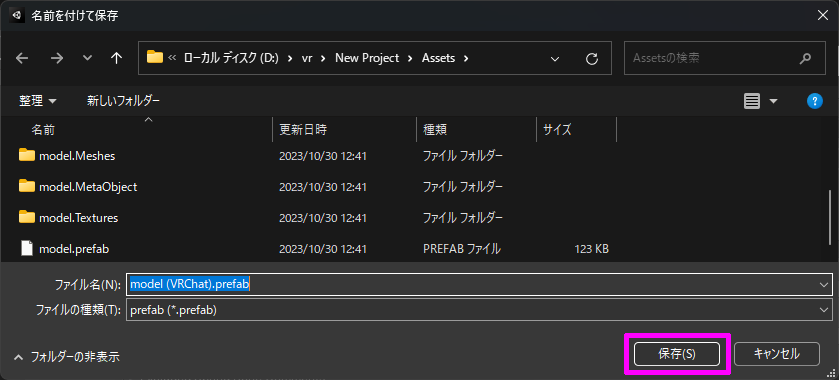 名前を付けて保存
<< ローカル ディスク (D:) > vr > New Project > Assets > Assetsの検索
整理 新しいフォルダー ?
名前 更新日時 種類 サイズ
model.Meshes 2023/10/30 12:41 ファイル フォルダー
model.MetaObject 2023/10/30 12:41 ファイル フォルダー
model.Textures 2023/10/30 12:41 ファイル フォルダー
model.prefab 2023/10/30 12:41 PREFAB ファイル 123 KB
ファイル名(N): model (VRChat).prefab
ファイルの種類(T): prefab (*.prefab)
フォルダーの非表示 保存(S) キャンセル